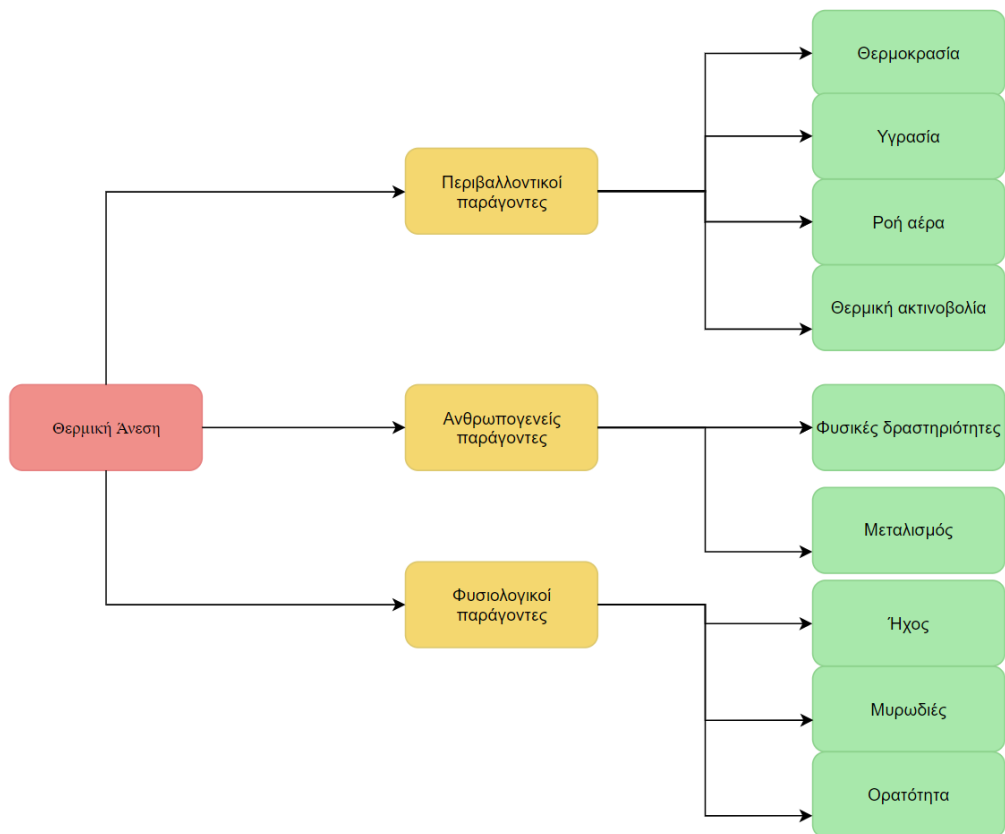 Θερμική Άνεση
Περιβαλλοντικοί
παράγοντες
Θερμοκρασία
Υγρασία
Ροή αέρα
Θερμική ακτινοβολία
Ανθρωπογενείς
παράγοντες
Φυσικές δραστηριότητες
Μεταλισμός
Φυσιολογικοί
παράγοντες
Ήχος
Μυρωδιές
Ορατότητα